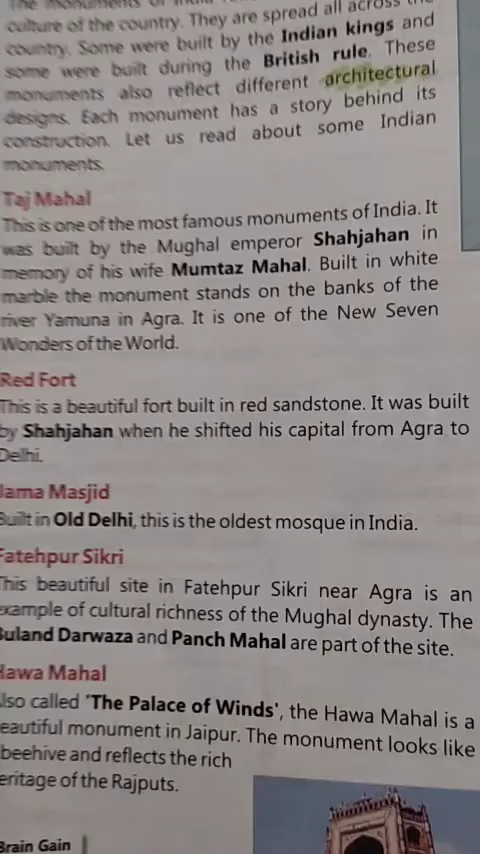 The monuments of India
culture of the country. They are spread all across the
country. Some were built by the Indian kings and
some were built during the British rule. These
monuments also reflect different architectural
designs. Each monument has a story behind its
construction. Let us read about some Indian
monuments.
Taj Mahal
This is one of the most famous monuments of India. It
was built by the Mughal emperor Shahjahan in
memory of his wife Mumtaz Mahal. Built in white
marble the monument stands on the banks of the
river Yamuna in Agra. It is one of the New Seven
Wonders of the World.
Red Fort
This is a beautiful fort built in red sandstone. It was built
by Shahjahan when he shifted his capital from Agra to
Delhi.
Jama Masjid
Built in Old Delhi, this is the oldest mosque in India.
Fatehpur Sikri
This beautiful site in Fatehpur Sikri near Agra is an
example of cultural richness of the Mughal dynasty. The
Buland Darwaza and Panch Mahal are part of the site.
Hawa Mahal
Also called 'The Palace of Winds', the Hawa Mahal is a
beautiful monument in Jaipur. The monument looks like
beehive and reflects the rich
heritage of the Rajputs.
Brain Gain